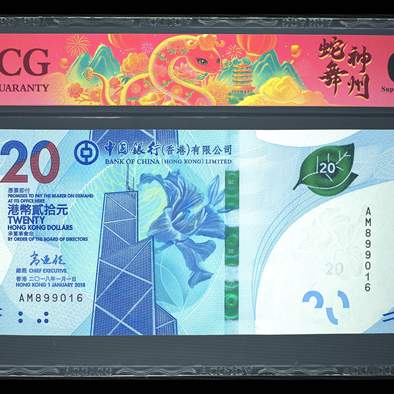 CG
UARANTY
蛇舞
神州
Sup
20
中國銀行(香港)有限公司
BANK OF CHINA (HONG KONG) LIMITED
憑票即付
PROMISES TO PAY THE BEARER ON DEMAND
AT ITS OFFICE HERE
港幣貳拾元
TWENTY
HONG KONG DOLLARS
承董事會命
BY ORDER OF THE BOARD OF DIRECTORS
總裁 CHIEF EXECUTIVE
香港二〇一八年一月一日
HONG KONG 1 JANUARY 2018
AM899016
20
AM899016
20